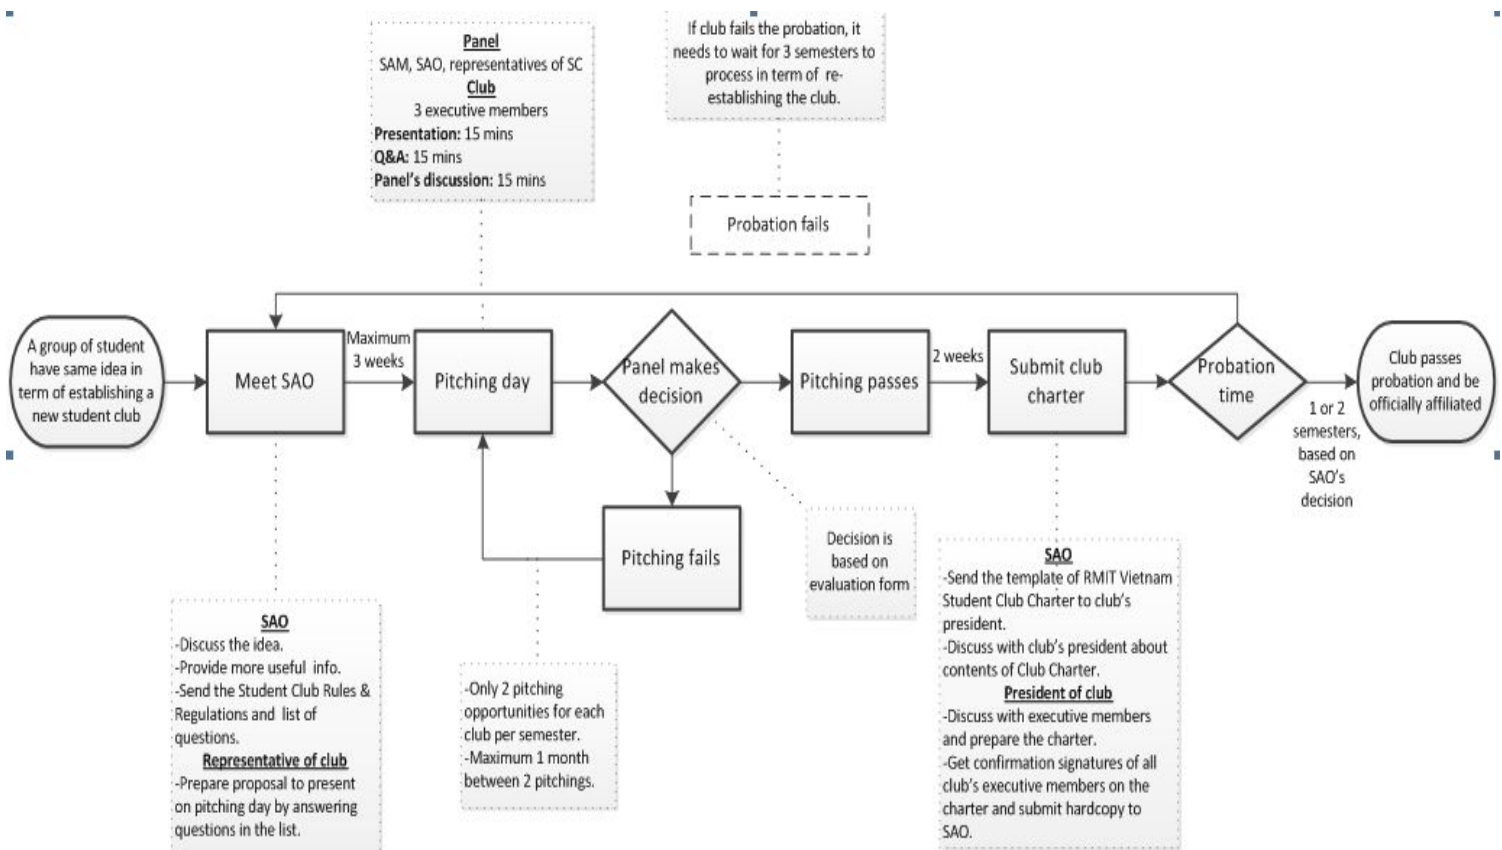 Panel
SAM, SAO, representatives of SC
Club
3 executive members
Presentation: 15 mins
Q&A: 15 mins
Panel's discussion: 15 mins
If club fails the probation, it
needs to wait for 3 semesters to
process in term of re-
establishing the club.
Probation fails
A group of student
have same idea in
term of establishing a
new student club
Meet SAO
Maximum
3 weeks
Pitching day
Panel makes
decision
Pitching passes
2 weeks
Submit club
charter
Probation
time
1 or 2
semesters,
based on
SAO's
decision
Club passes
probation and be
officially affiliated
Pitching fails
Decision is
based on
evaluation form
SAO
-Discuss the idea.
-Provide more useful info.
-Send the Student Club Rules &
Regulations and list of
questions.
Representative of club
-Prepare proposal to present
on pitching day by answering
questions in the list.
-Only 2 pitching
opportunities for each
club per semester.
-Maximum 1 month
between 2 pitchings.
SAO
-Send the template of RMIT Vietnam
Student Club Charter to club's
president.
-Discuss with club's president about
contents of Club Charter.
President of club
-Discuss with executive members
and prepare the charter.
-Get confirmation signatures of all
club's executive members on the
charter and submit hardcopy to
SAO.